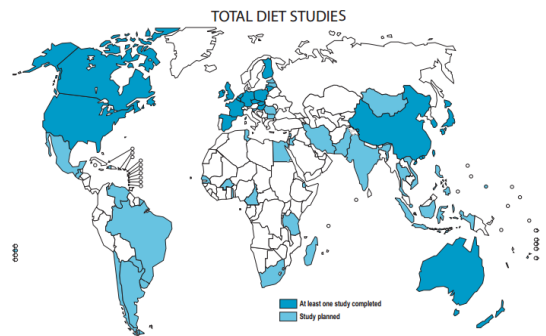 TOTAL DIET STUDIES
At least one study completed
Study planned